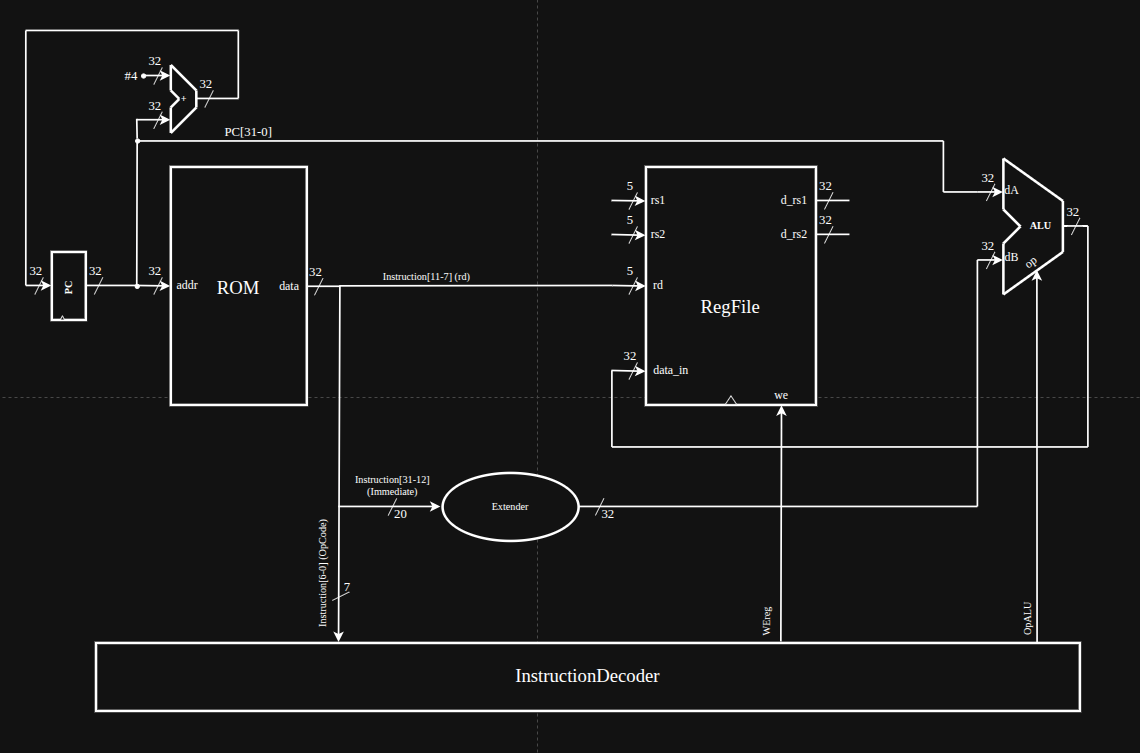 32
#4
32
+
32
PC[31-0]
5
rs1
5
rs2
d_rs1
32
d_rs2
32
32
dA
ALU
32
32
dB
op
32
PC
32
32
addr
ROM
data
32
Instruction[11-7] (rd)
5
rd
RegFile
32
data_in
we
Instruction[31-12]
(Immediate)
20
Extender
32
Instruction[6-0] (OpCode)
7
WEreg
OpALU
InstructionDecoder